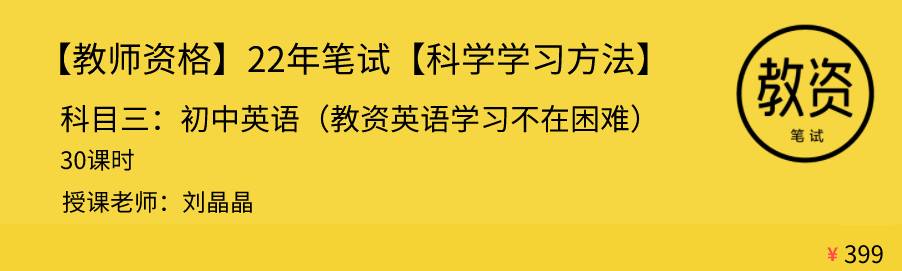 【教师资格】22年笔试【科学学习方法】
科目三：初中英语（教资英语学习不在困难）
30课时
授课老师：刘晶晶
教资
笔试
¥ 399